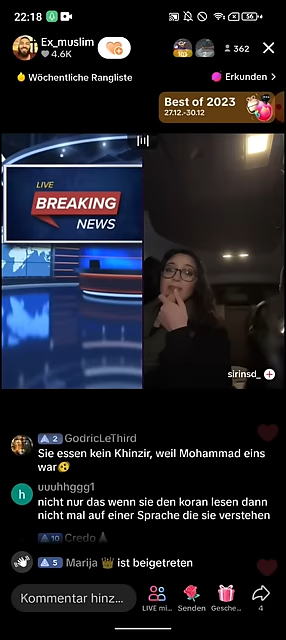 22:18
56
Ex_muslim
4.6K
362
Wöchentliche Rangliste
Erkunden >
Best of 2023
27.12.-30.12
LIVE
BREAKING
NEWS
sirinsd_
2 GodricLeThird
Sie essen kein Khinzir, weil Mohammad eins
war
h uuuhhggg1
nicht nur das wenn sie den koran lesen dann
nicht mal auf einer Sprache die sie verstehen
10 Credo
5 Marija ist beigetreten
Kommentar hinz...
LIVE mi...
Senden
Gesche...
4